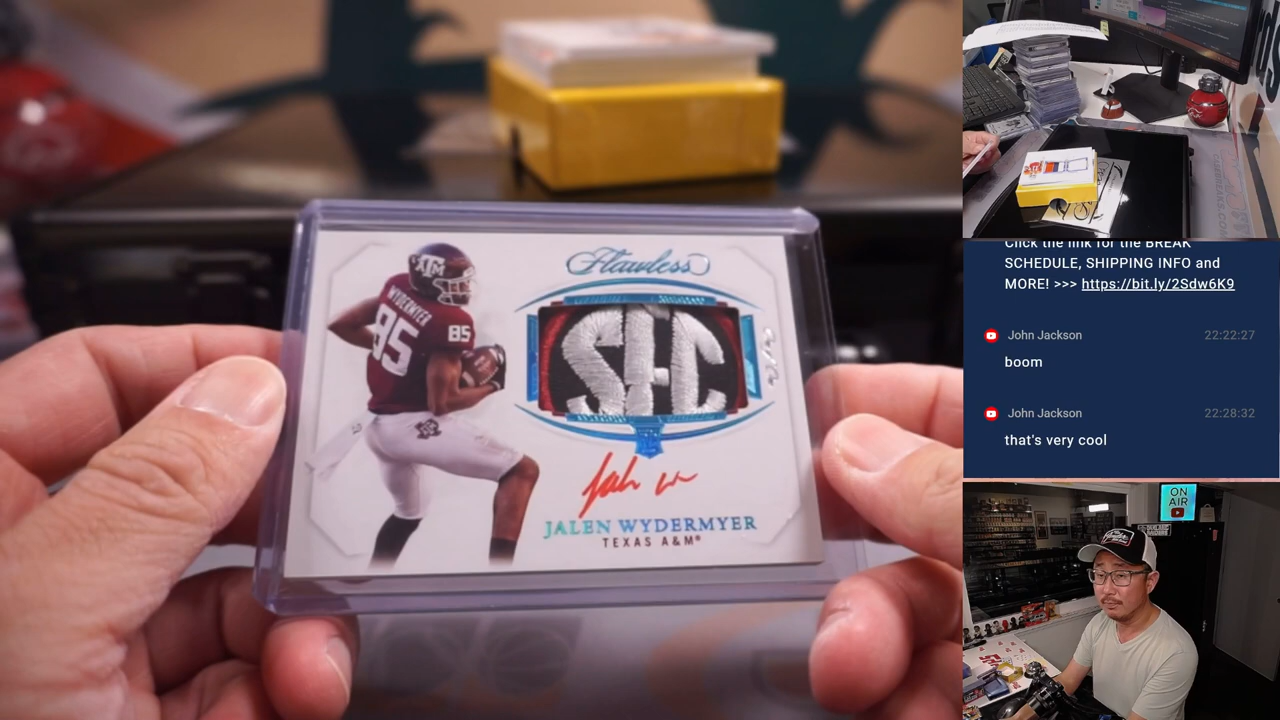 Flawless
SEC
ATM
WYDERMYER
85
85
JALEN WYDERMYER
TEXAS A&M®
Click the link for the BREAK
SCHEDULE, SHIPPING INFO and
MORE! >>> https://bit.ly/2Sdw6K9
John Jackson 22:22:27
boom
John Jackson 22:28:32
that's very cool
ON
AIR